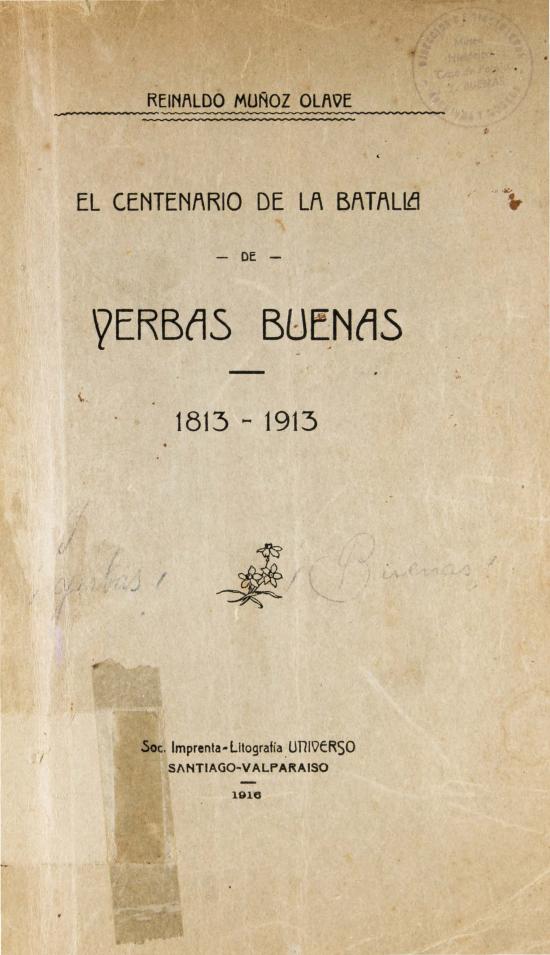 REINALDO MUÑOZ OLAVE
EL CENTENARIO DE LA BATALLA
— DE —
YERBAS BUENAS
1813 - 1913
Buenas
Soc. Imprenta-Litografía UNIVERSO
SANTIAGO-VALPARAISO
1916